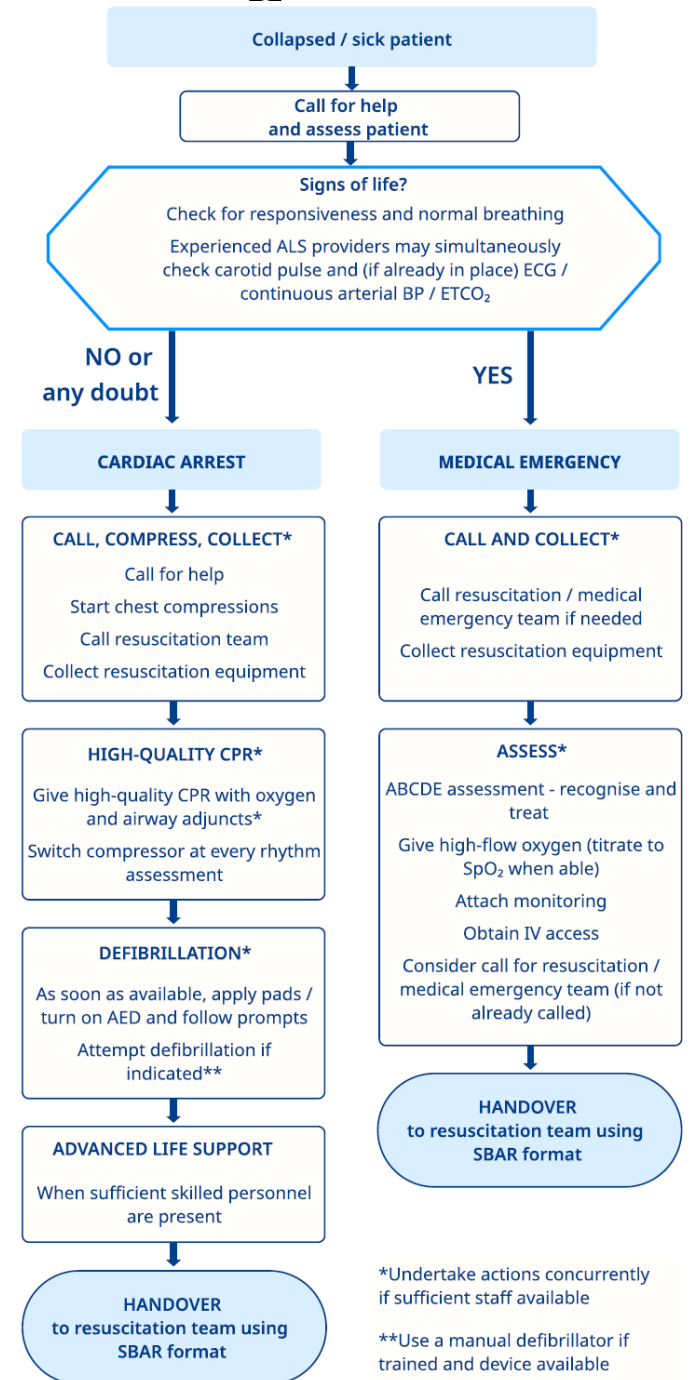 Collapsed / sick patient
Call for help
and assess patient
Signs of life?
Check for responsiveness and normal breathing
Experienced ALS providers may simultaneously
check carotid pulse and (if already in place) ECG /
continuous arterial BP / ETCO₂
NO or
any doubt
YES
CARDIAC ARREST
CALL, COMPRESS, COLLECT*
Call for help
Start chest compressions
Call resuscitation team
Collect resuscitation equipment
HIGH-QUALITY CPR*
Give high-quality CPR with oxygen
and airway adjuncts*
Switch compressor at every rhythm
assessment
DEFIBRILLATION*
As soon as available, apply pads /
turn on AED and follow prompts
Attempt defibrillation if
indicated**
ADVANCED LIFE SUPPORT
When sufficient skilled personnel
are present
HANDOVER
to resuscitation team using
SBAR format
MEDICAL EMERGENCY
CALL AND COLLECT*
Call resuscitation / medical
emergency team if needed
Collect resuscitation equipment
ASSESS*
ABCDE assessment - recognise and
treat
Give high-flow oxygen (titrate to
SpO₂ when able)
Attach monitoring
Obtain IV access
Consider call for resuscitation /
medical emergency team (if not
already called)
HANDOVER
to resuscitation team using
SBAR format
*Undertake actions concurrently
if sufficient staff available
**Use a manual defibrillator if
trained and device available